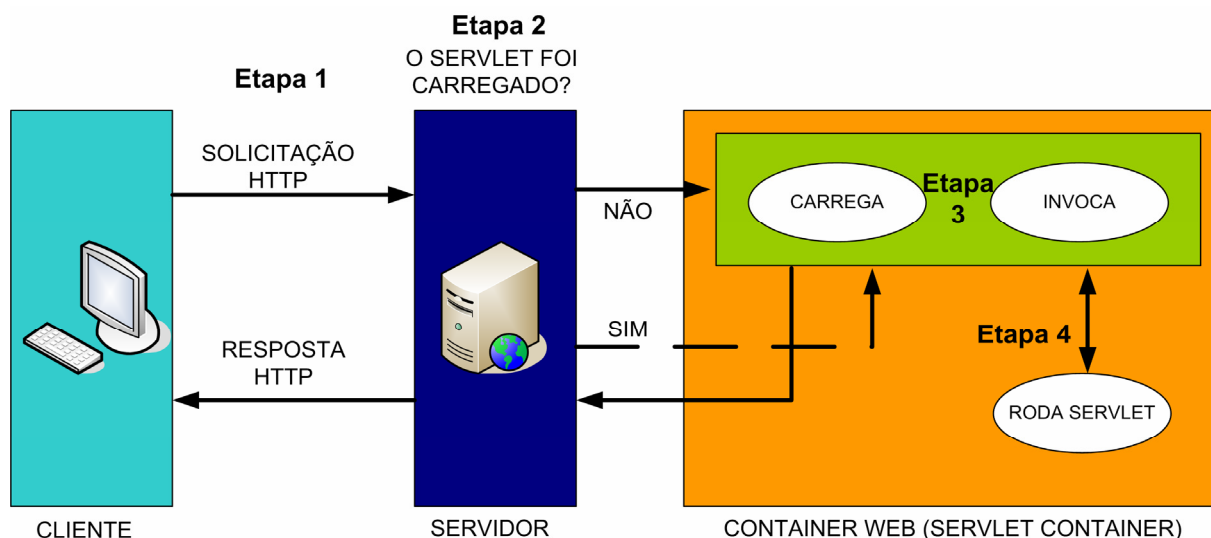 Etapa 2
O SERVLET FOI
CARREGADO?
Etapa 1
SOLICITAÇÃO
HTTP
NÃO
CARREGA
Etapa
3
INVOCA
SIM
Etapa 4
RESPOSTA
HTTP
RODA SERVLET
CLIENTE
SERVIDOR
CONTAINER WEB (SERVLET CONTAINER)